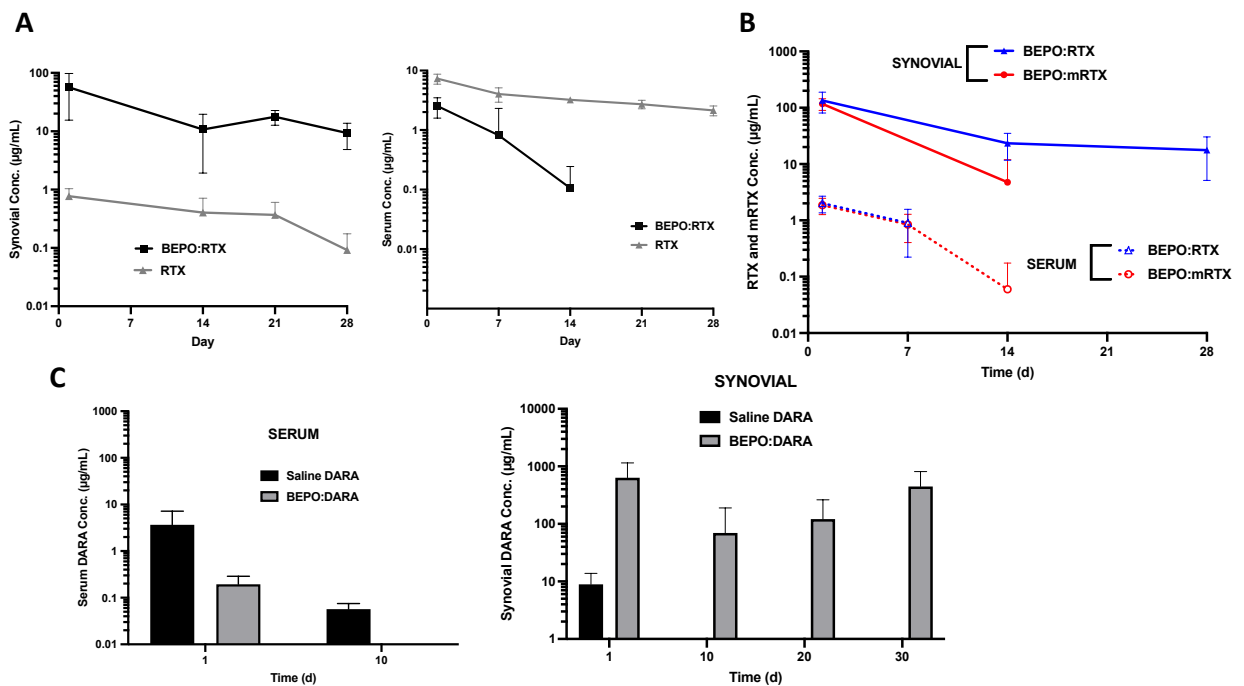 A
Synovial Conc. (µg/mL)
100
10
1
0.1
0.01
BEPO:RTX
RTX
0 7 14 21 28
Day
Serum Conc. (µg/mL)
10
1
0.1
0.01
BEPO:RTX
RTX
0 7 14 21 28
Day
B
RTX and mRTX Conc. (µg/mL)
1000
100
10
1
0.1
0.01
SYNOVIAL
BEPO:RTX
BEPO:mRTX
SERUM
BEPO:RTX
BEPO:mRTX
0 7 14 21 28
Time (d)
C
Serum DARA Conc. (µg/mL)
1000
100
10
1
0.1
0.01
SERUM
Saline DARA
BEPO:DARA
1 10
Time (d)
SYNOVIAL
Synovial DARA Conc. (µg/mL)
10000
1000
100
10
1
Saline DARA
BEPO:DARA
1 10 20 30
Time (d)